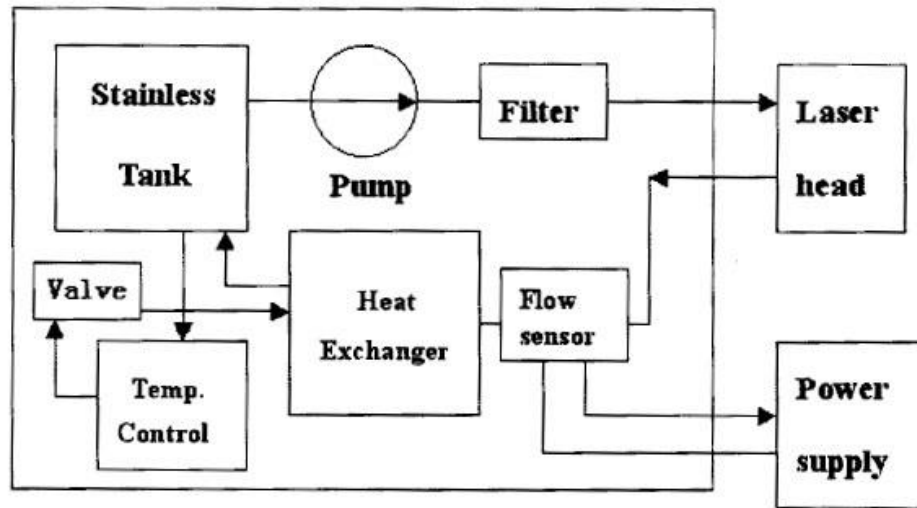 Stainless
Tank
Pump
Filter
Laser
head
Valve
Heat
Exchanger
Flow
sensor
Temp.
Control
Power
supply